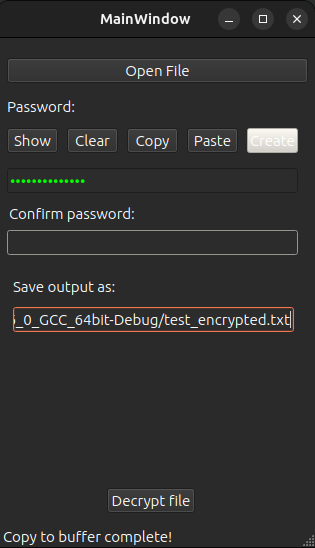 MainWindow
Open File
Password:
Show Clear Copy Paste Create
••••••••••••••
Confirm password:
Save output as:
_0_GCC_64bit-Debug/test_encrypted.txt
Decrypt file
Copy to buffer complete!